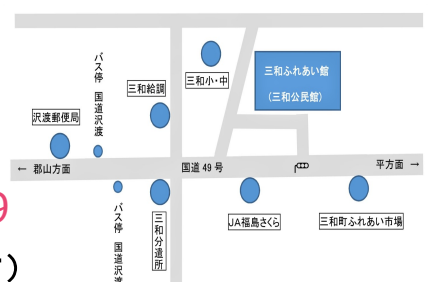 バス停 国道沢渡
三和給調
三和小・中
三和ふれあい館
(三和公民館)
沢渡郵便局
← 郡山方面
国道 49 号
平方面 →
9
バス停 国道沢渡
三和分遣所
JA福島さくら
三和町ふれあい市場
)